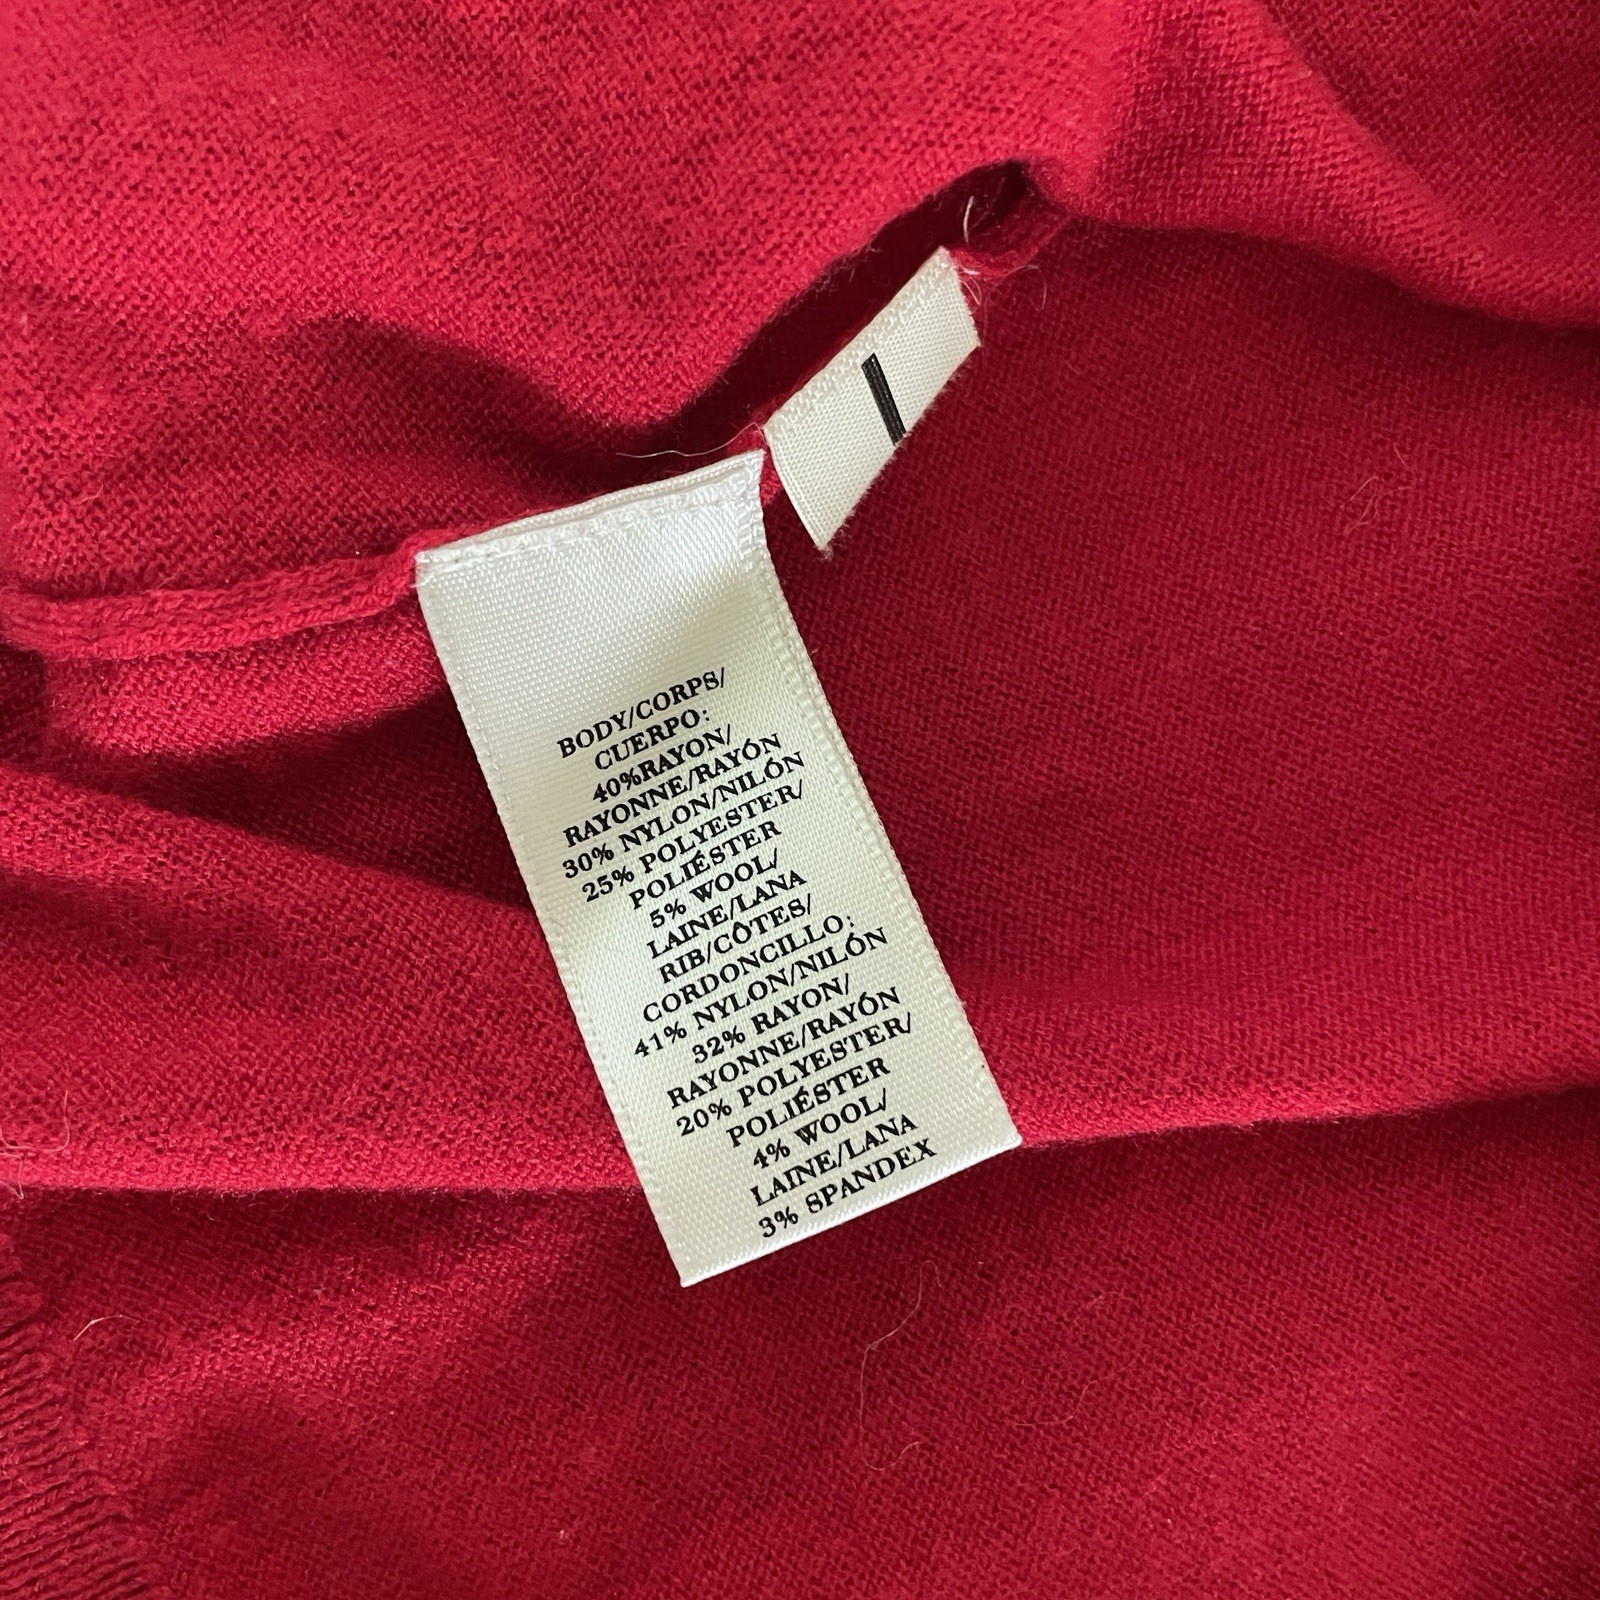 BODY/CORPS/
CUERPO:
40%RAYON/
RAYONNE/RAYÓN
30% NYLON/NILÓN
25% POLYESTER/
POLIÉSTER
5% WOOL/
LAINE/LANA
RIB/CÔTES/
CORDONCILLO:
41% NYLON/NILÓN
32% RAYON/
RAYONNE/RAYÓN
20% POLYESTER/
POLIÉSTER
4% WOOL/
LAINE/LANA
3% SPANDEX